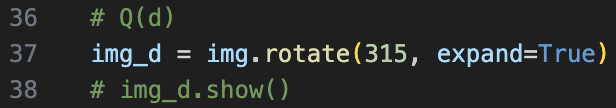 36 # Q(d)
37 img_d = img.rotate(315, expand=True)
38 # img_d.show()